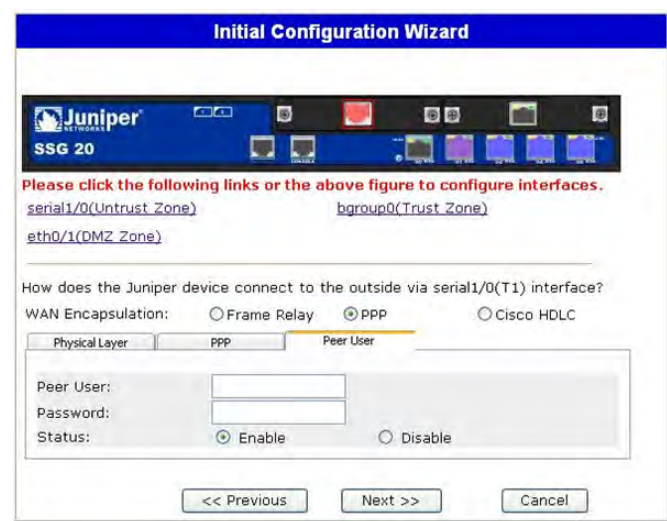 Initial Configuration Wizard
Juniper
NETWORKS
SSG 20
CONSOLE
Please click the following links or the above figure to configure interfaces.
serial1/0(Untrust Zone) bgroup0(Trust Zone)
eth0/1(DMZ Zone)
How does the Juniper device connect to the outside via serial1/0(T1) interface?
WAN Encapsulation: Frame Relay PPP Cisco HDLC
Physical Layer PPP Peer User
Peer User:
Password:
Status: Enable Disable
<< Previous Next >> Cancel